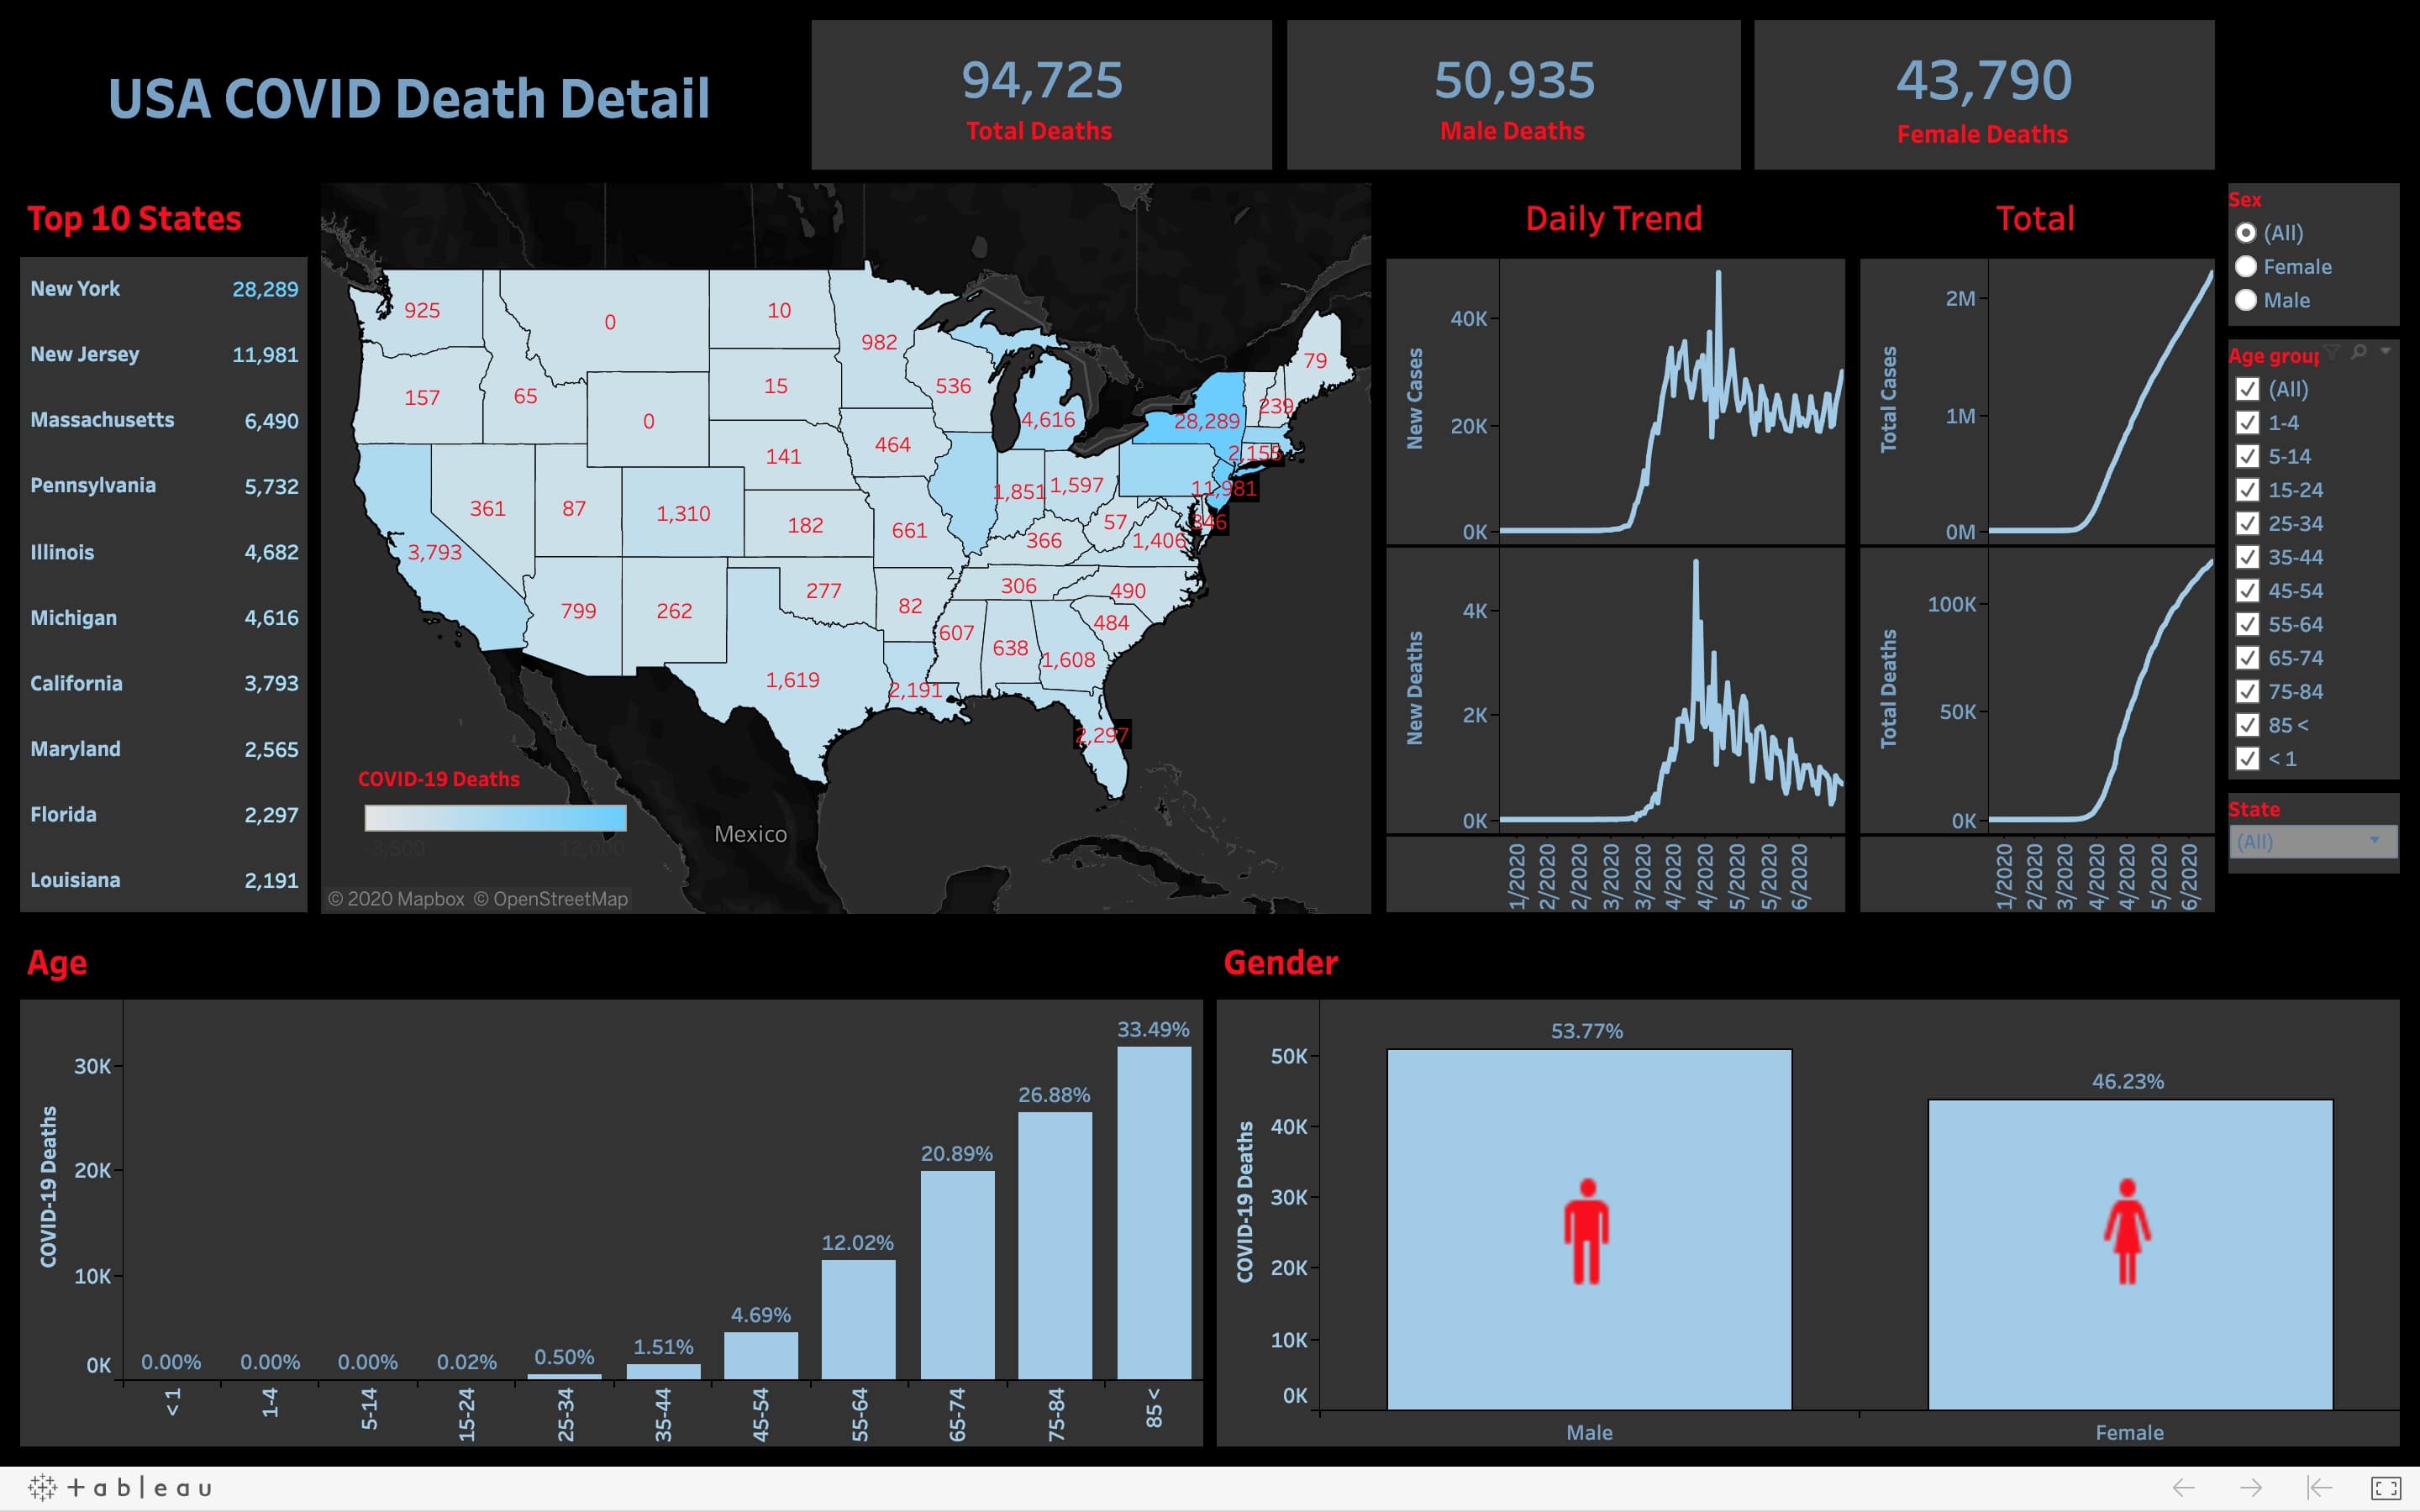 USA COVID Death Detail
94,725
Total Deaths
50,935
Male Deaths
43,790
Female Deaths
Top 10 States
New York 28,289
New Jersey 11,981
Massachusetts 6,490
Pennsylvania 5,732
Illinois 4,682
Michigan 4,616
California 3,793
Maryland 2,565
Florida 2,297
Louisiana 2,191
925
0
10
982
79
157
65
15
536
0
4,616
28,289
239
464
141
2,155
361
87
1,310
1,851
1,597
11,981
182
661
57
346
3,793
366
1,406
277
306
490
799
262
82
607
638
484
1,608
1,619
2,191
2,297
COVID-19 Deaths
3,500 12,000
Mexico
© 2020 Mapbox © OpenStreetMap
Daily Trend
New Cases
40K
20K
0K
New Deaths
4K
2K
0K
1/2020
2/2020
2/2020
3/2020
3/2020
4/2020
4/2020
5/2020
5/2020
6/2020
Total
Total Cases
2M
1M
0M
Total Deaths
100K
50K
0K
1/2020
2/2020
3/2020
4/2020
4/2020
5/2020
6/2020
Sex
(All)
Female
Male
Age group
(All)
1-4
5-14
15-24
25-34
35-44
45-54
55-64
65-74
75-84
85 <
< 1
State
(All)
Age
COVID-19 Deaths
30K
20K
10K
0K
0.00%
0.00%
0.00%
0.02%
0.50%
1.51%
4.69%
12.02%
20.89%
26.88%
33.49%
< 1
1-4
5-14
15-24
25-34
35-44
45-54
55-64
65-74
75-84
85 <
Gender
COVID-19 Deaths
50K
40K
30K
20K
10K
0K
53.77%
46.23%
Male
Female
+ableau